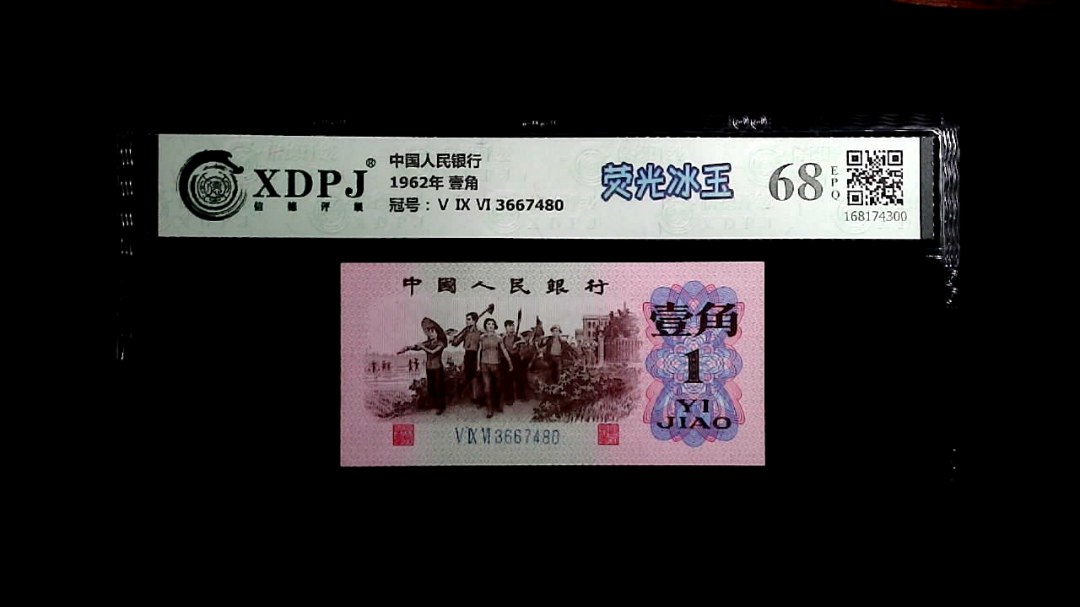 XDPJ®
信德评级
中国人民银行
1962年 壹角
冠号：Ⅴ Ⅸ Ⅵ 3667480
荧光冰玉
68
EPQ
168174300
中國人民銀行
壹角
1
YI
JIAO
ⅤⅨⅥ3667480